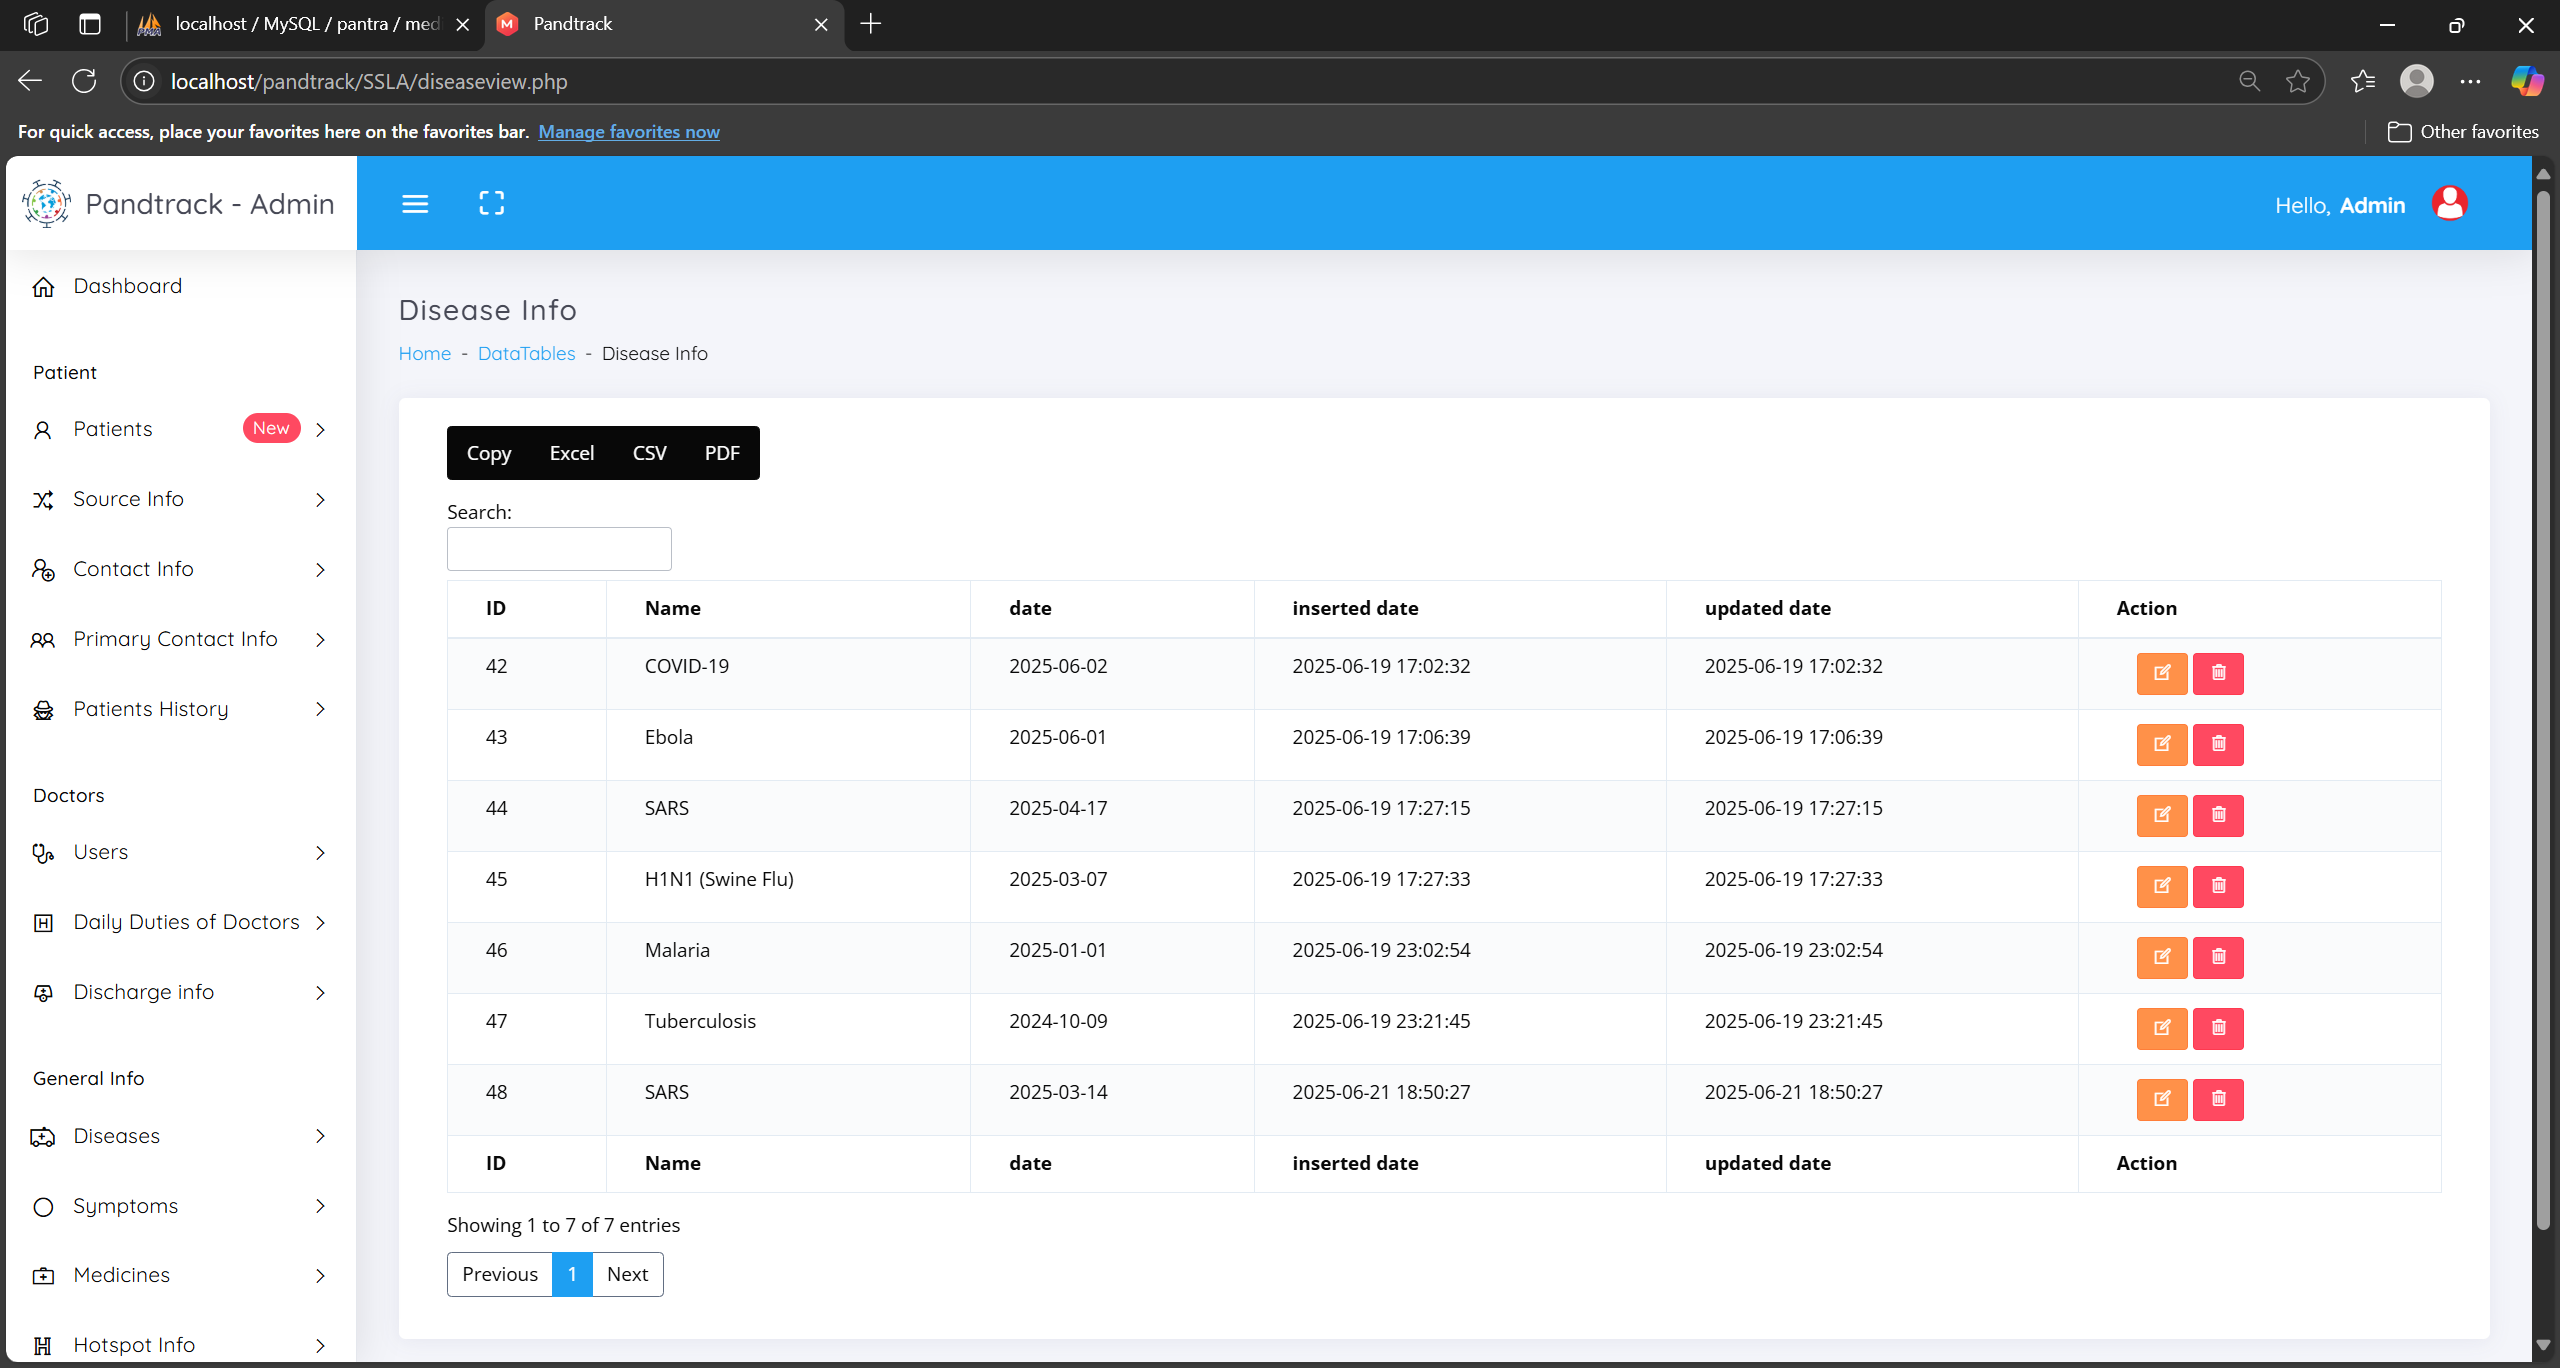 localhost / MySQL / pantra / med
Pandtrack
localhost/pandtrack/SSLA/diseaseview.php
For quick access, place your favorites here on the favorites bar. Manage favorites now
Other favorites
Pandtrack - Admin
Hello, Admin
Dashboard
Patient
Patients New
Source Info
Contact Info
Primary Contact Info
Patients History
Doctors
Users
Daily Duties of Doctors
Discharge info
General Info
Diseases
Symptoms
Medicines
Hotspot Info
Disease Info
Home - DataTables - Disease Info
Copy Excel CSV PDF
Search:
ID Name date inserted date updated date Action
42 COVID-19 2025-06-02 2025-06-19 17:02:32 2025-06-19 17:02:32
43 Ebola 2025-06-01 2025-06-19 17:06:39 2025-06-19 17:06:39
44 SARS 2025-04-17 2025-06-19 17:27:15 2025-06-19 17:27:15
45 H1N1 (Swine Flu) 2025-03-07 2025-06-19 17:27:33 2025-06-19 17:27:33
46 Malaria 2025-01-01 2025-06-19 23:02:54 2025-06-19 23:02:54
47 Tuberculosis 2024-10-09 2025-06-19 23:21:45 2025-06-19 23:21:45
48 SARS 2025-03-14 2025-06-21 18:50:27 2025-06-21 18:50:27
ID Name date inserted date updated date Action
Showing 1 to 7 of 7 entries
Previous 1 Next